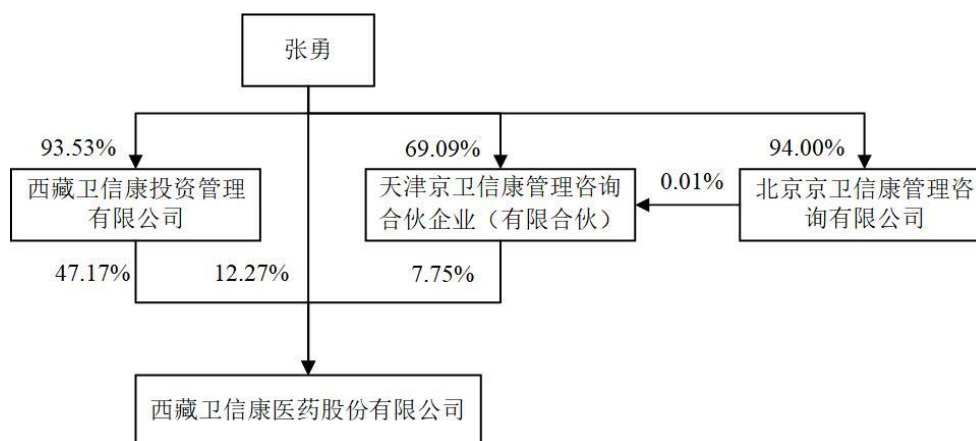 张勇
93.53%
69.09%
94.00%
西藏卫信康投资管理
有限公司
天津京卫信康管理咨询
合伙企业（有限合伙）
0.01%
北京京卫信康管理咨
询有限公司
47.17%
12.27%
7.75%
西藏卫信康医药股份有限公司